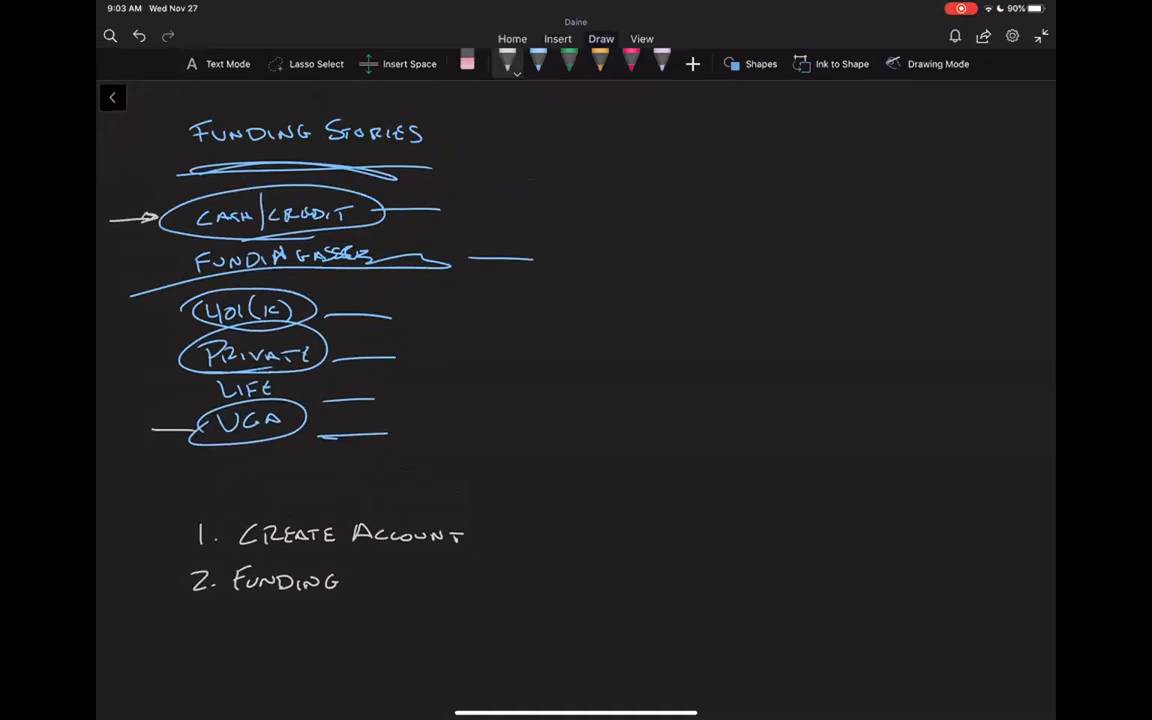 9:03 AM Wed Nov 27
90%
Daine
Home Insert Draw View
Text Mode Lasso Select Insert Space Shapes Ink to Shape Drawing Mode
FUNDING STORIES
CASH/CREDIT
FUNDING
401(K)
PRIVATE
LIFE
UGA
1. CREATE ACCOUNT
2. FUNDING